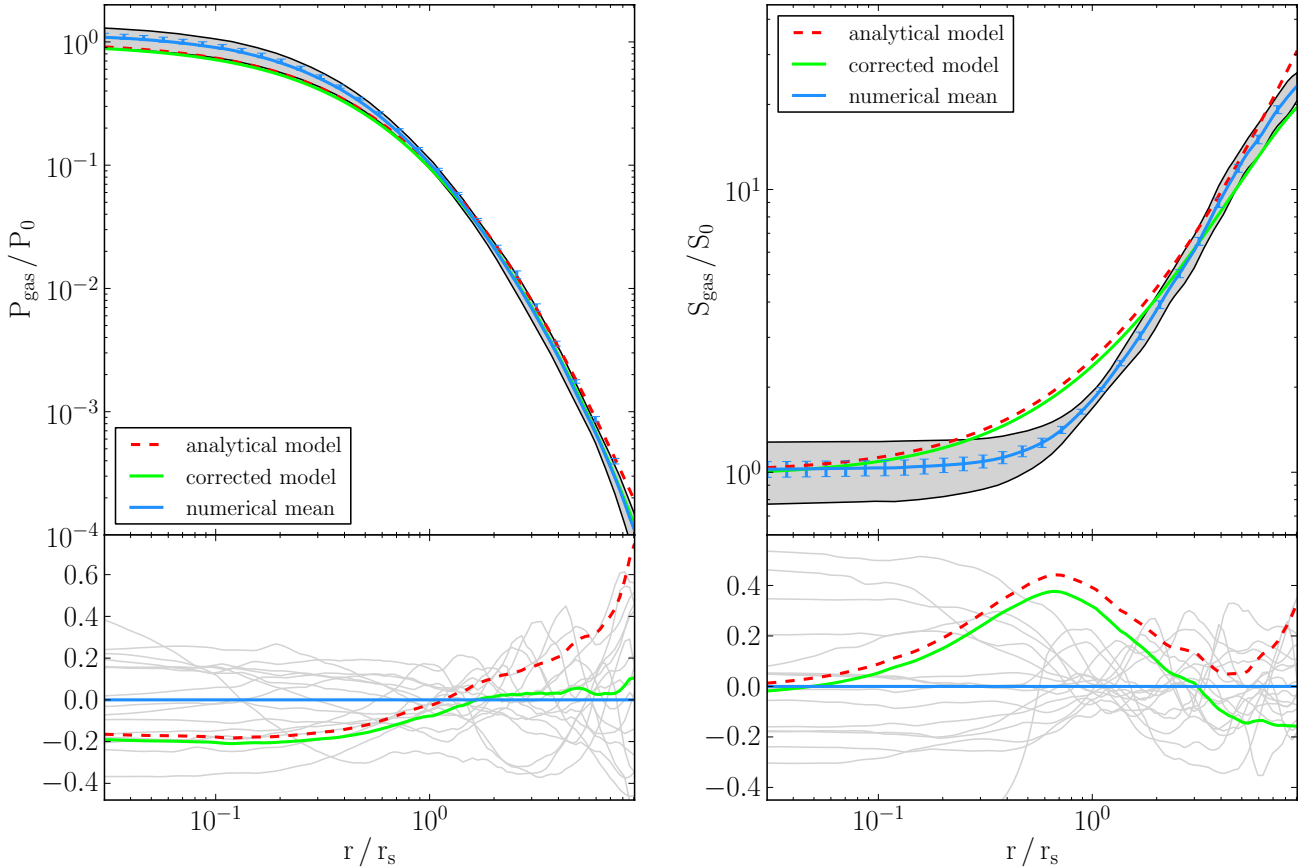 P_gas / P_0
10^0
10^−1
10^−2
10^−3
10^−4
analytical model
corrected model
numerical mean
10
0.6
0.4
0.2
0.0
−0.2
−0.4
10^−1
10^0
r / r_s
S_gas / S_0
analytical model
corrected model
numerical mean
10^1
10^0
0.4
0.2
0.0
−0.2
−0.4
10^−1
10^0
r / r_s